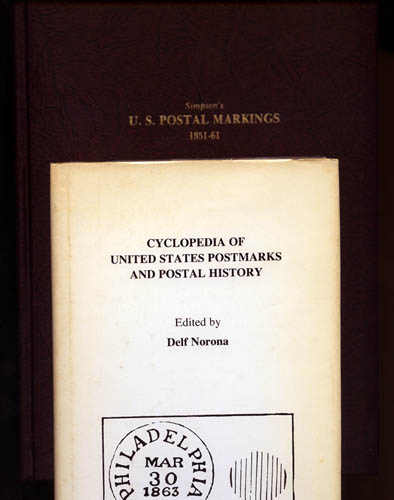 Simpson's
U. S. POSTAL MARKINGS
1851-61
CYCLOPEDIA OF
UNITED STATES POSTMARKS
AND POSTAL HISTORY
Edited by
Delf Norona
PHILADELPHIA
MAR
30
1863